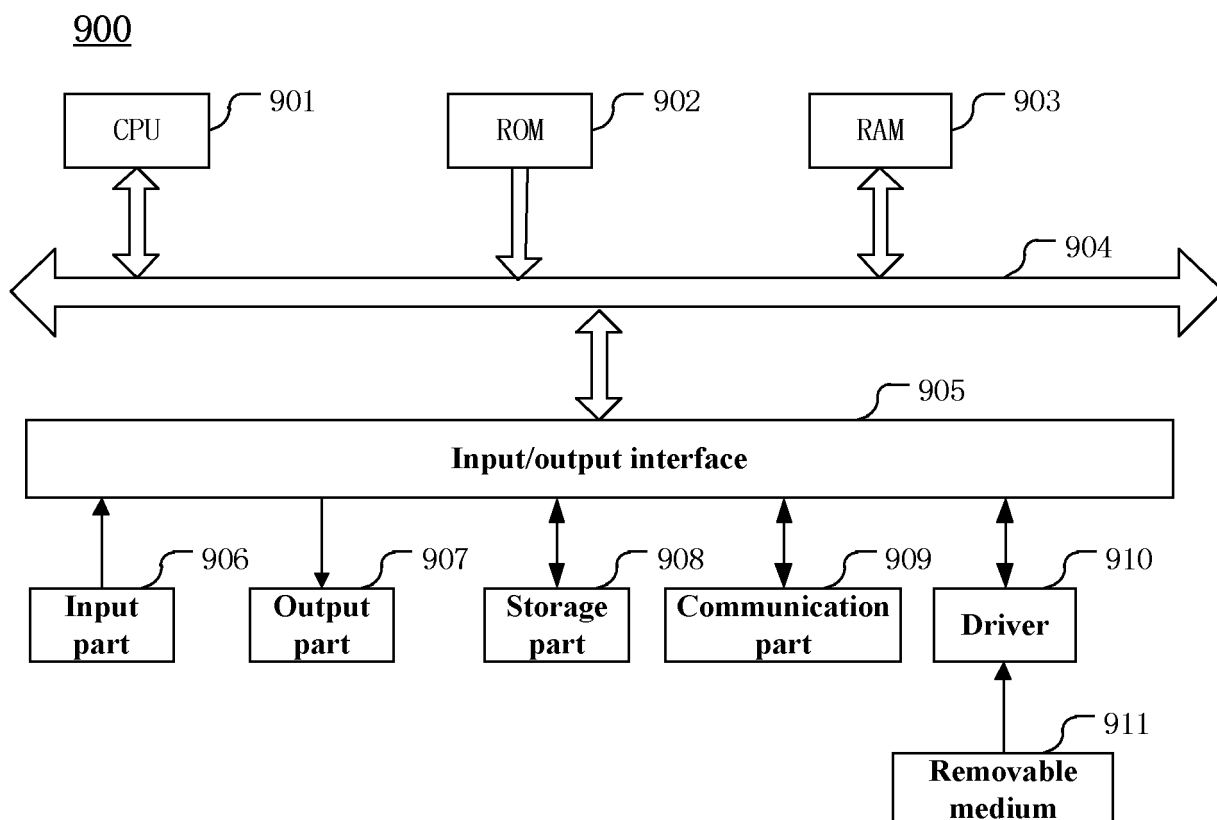 900
CPU
901
ROM
902
RAM
903
904
905
Input/output interface
906
907
908
909
910
Input
part
Output
part
Storage
part
Communication
part
Driver
911
Removable
medium